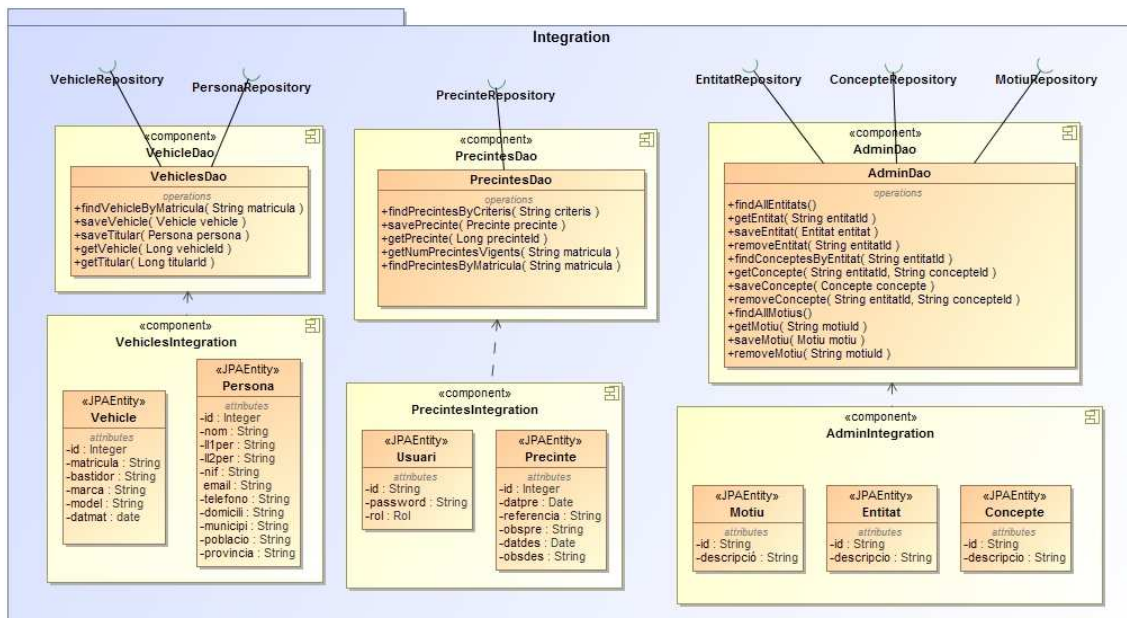 Integration
VehicleRepository
PersonaRepository
PrecinteRepository
EntitatRepository
ConcepteRepository
MotiuRepository
«component»
VehicleDao
VehiclesDao
operations
+findVehicleByMatricula( String matricula )
+saveVehicle( Vehicle vehicle )
+saveTitular( Persona persona )
+getVehicle( Long vehicleId )
+getTitular( Long titularId )
«component»
PrecintesDao
PrecintesDao
operations
+findPrecintesByCriteris( String criteris )
+savePrecinte( Precinte precinte )
+getPrecinte( Long precinteId )
+getNumPrecintesVigents( String matricula )
+findPrecintesByMatricula( String matricula )
«component»
AdminDao
AdminDao
operations
+findAllEntitats()
+getEntitat( String entitatId )
+saveEntitat( Entitat entitat )
+removeEntitat( String entitatId )
+findConceptesByEntitat( String entitatId )
+getConcepte( String entitatId, String concepteId )
+saveConcepte( Concepte concepte )
+removeConcepte( String entitatId, String concepteId )
+findAllMotius()
+getMotiu( String motiuId )
+saveMotiu( Motiu motiu )
+removeMotiu( String motiuId )
«component»
VehiclesIntegration
«JPAEntity»
Vehicle
attributes
-id : Integer
-matricula : String
-bastidor : String
-marca : String
-model : String
-datmat : date
«JPAEntity»
Persona
attributes
-id : Integer
-nom : String
-ll1per : String
-ll2per : String
-nif : String
email : String
-telefono : String
-domicili : String
-municipi : String
-poblacio : String
-provincia : String
«component»
PrecintesIntegration
«JPAEntity»
Usuari
attributes
-id : String
-password : String
-rol : Rol
«JPAEntity»
Precinte
attributes
-id : Integer
-datpre : Date
-referencia : String
-obspre : String
-datdes : Date
-obsdes : String
«component»
AdminIntegration
«JPAEntity»
Motiu
attributes
-id : String
-descripció : String
«JPAEntity»
Entitat
attributes
-id : String
-descripcio : String
«JPAEntity»
Concepte
attributes
-id : String
-descripcio : String